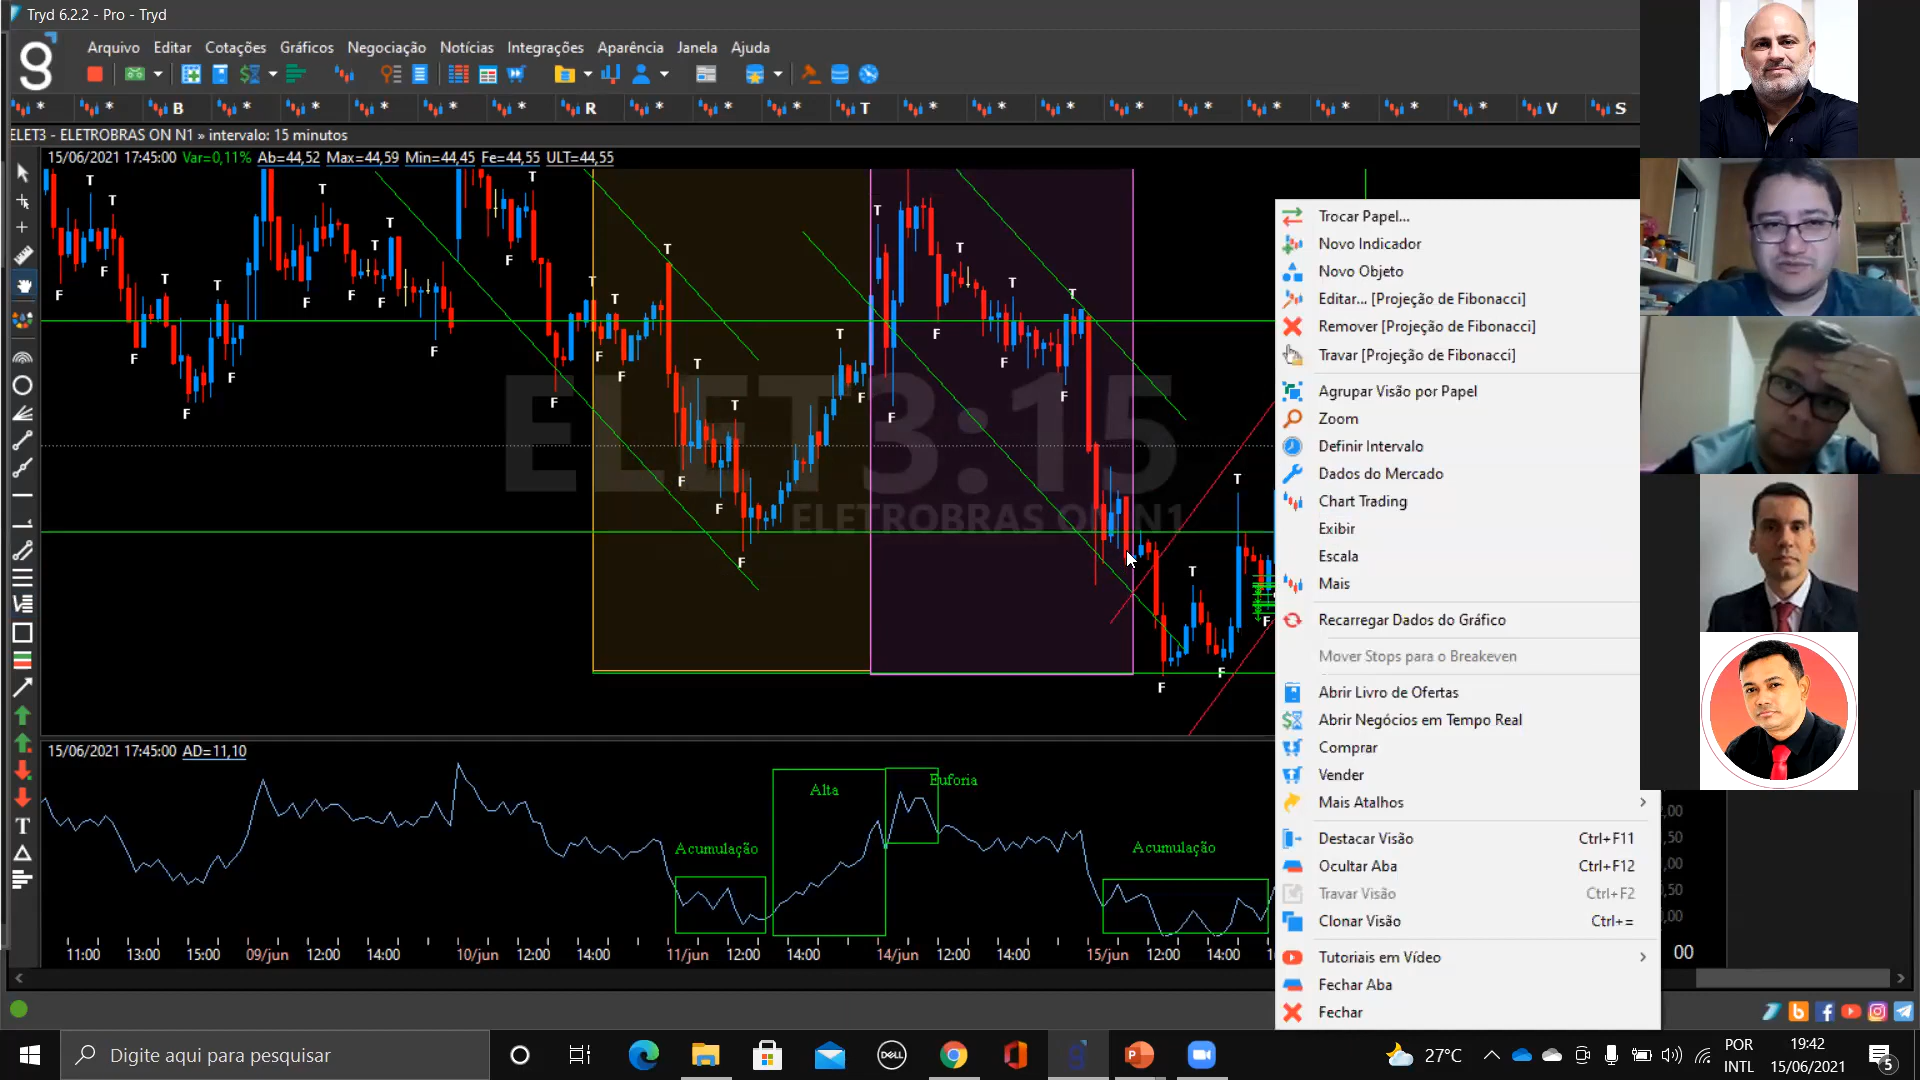 Tryd 6.2.2 - Pro - Tryd
Arquivo Editar Cotações Gráficos Negociação Notícias Integrações Aparência Janela Ajuda
* * B * * * * * R * * * T * * * * * * * * * V S
ELET3 - ELETROBRAS ON N1 » intervalo: 15 minutos
15/06/2021 17:45:00 Var=0,11% Ab=44,52 Max=44,59 Min=44,45 Fe=44,55 ULT=44,55
ELET3:15
ELETROBRAS ON N1
Trocar Papel...
Novo Indicador
Novo Objeto
Editar... [Projeção de Fibonacci]
Remover [Projeção de Fibonacci]
Travar [Projeção de Fibonacci]
Agrupar Visão por Papel
Zoom
Definir Intervalo
Dados do Mercado
Chart Trading
Exibir
Escala
Mais
Recarregar Dados do Gráfico
Mover Stops para o Breakeven
Abrir Livro de Ofertas
Abrir Negócios em Tempo Real
Comprar
Vender
Mais Atalhos
Destacar Visão Ctrl+F11
Ocultar Aba Ctrl+F12
Travar Visão Ctrl+F2
Clonar Visão Ctrl+=
Tutoriais em Vídeo
Fechar Aba
Fechar
15/06/2021 17:45:00 AD=11,10
Acumulação
Alta
Euforia
Acumulação
,00
,50
,00
,50
,00
00
11:00 13:00 15:00 09/jun 12:00 14:00 10/jun 12:00 14:00 11/jun 12:00 14:00 14/jun 12:00 14:00 15/jun 12:00 14:00
Digite aqui para pesquisar
DELL
27°C
POR
INTL
19:42
15/06/2021
5